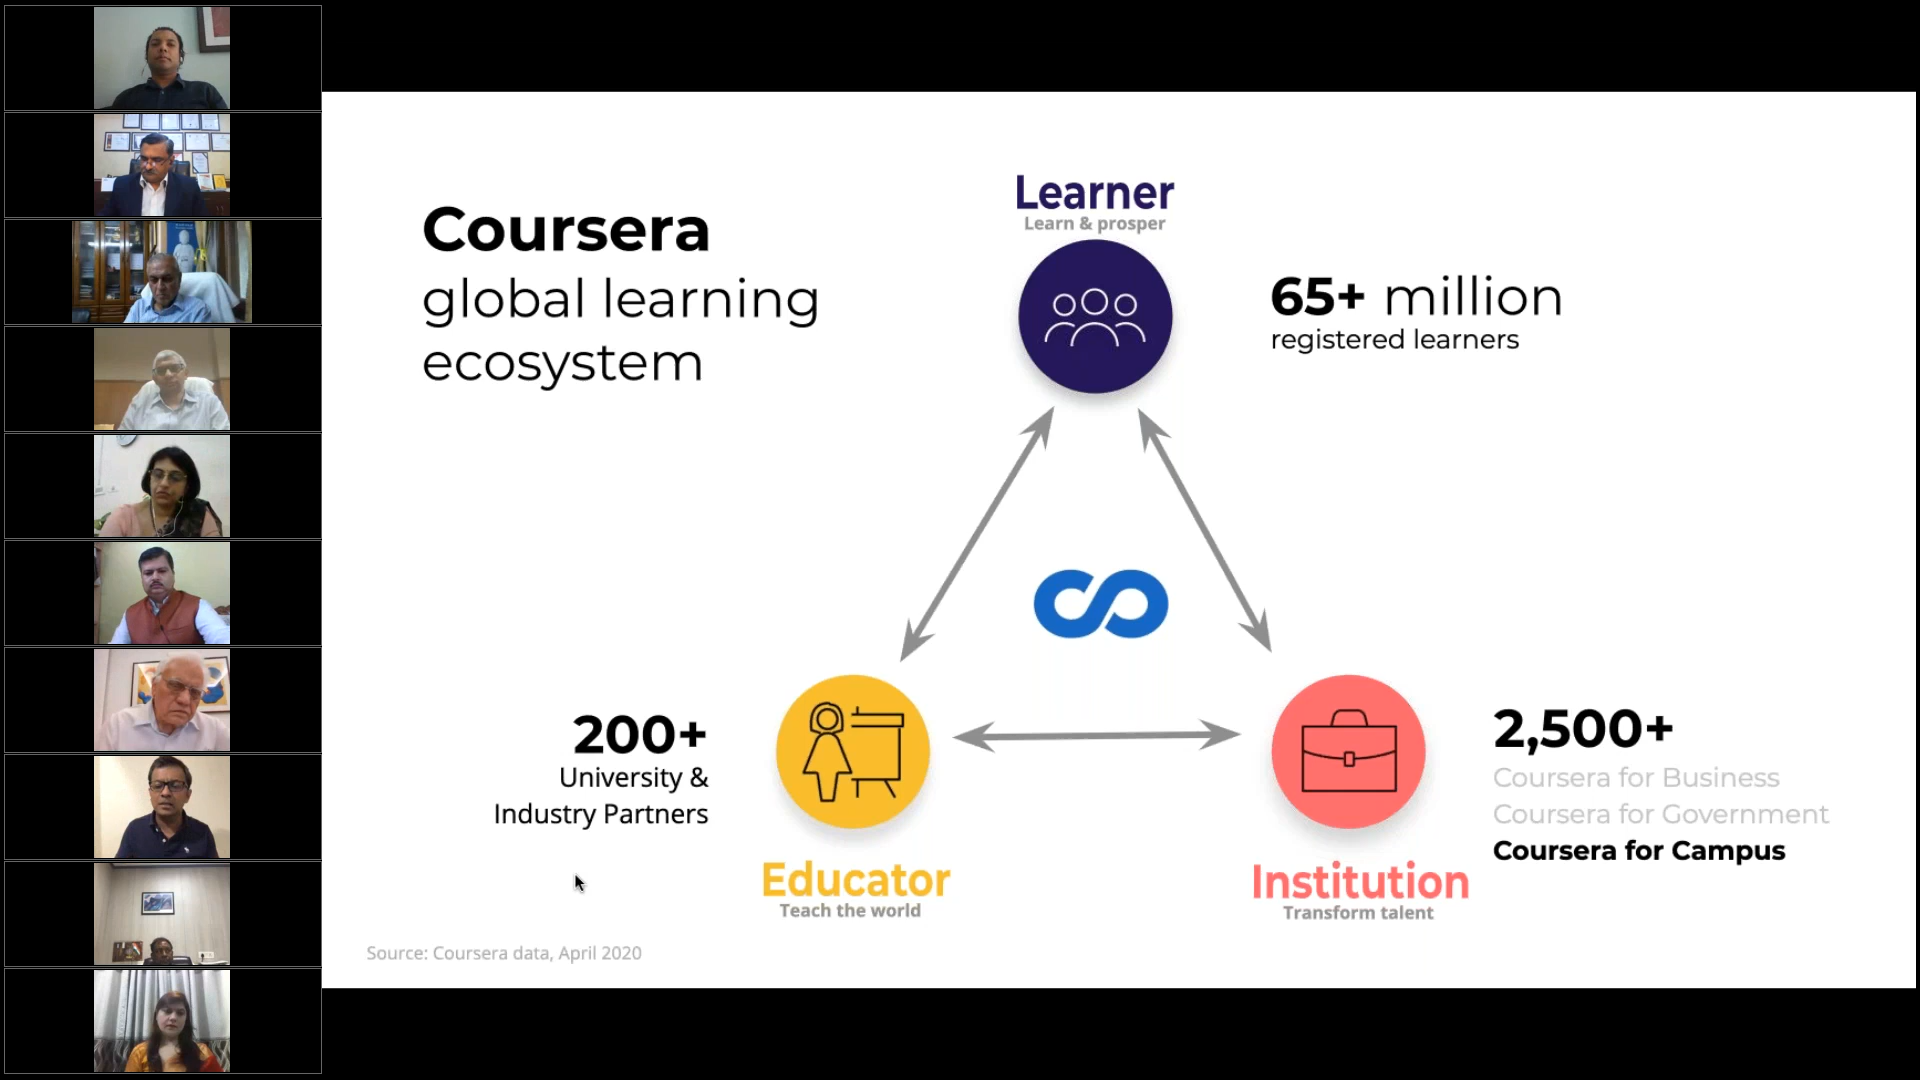 Coursera
global learning
ecosystem
Learner
Learn & prosper
65+ million
registered learners
200+
University &
Industry Partners
Educator
Teach the world
2,500+
Coursera for Business
Coursera for Government
Coursera for Campus
Institution
Transform talent
Source: Coursera data, April 2020